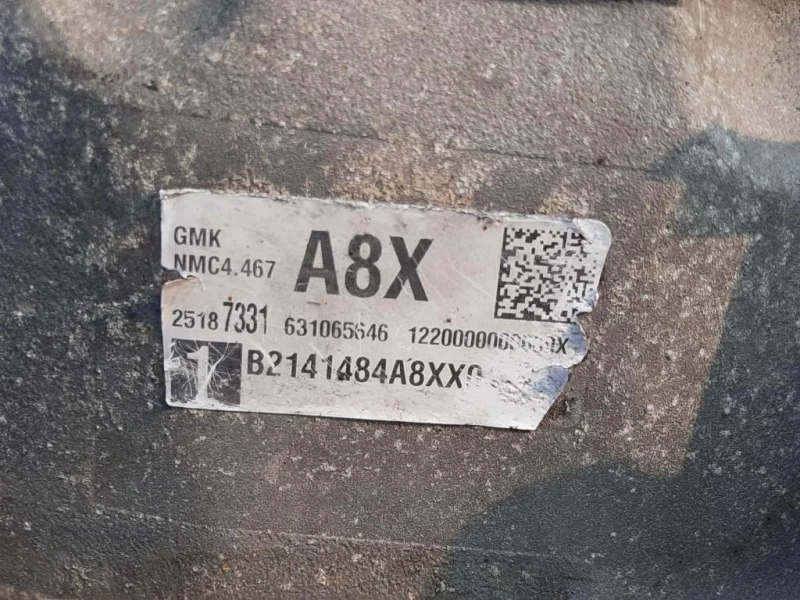 GMK
NMC4.467
A8X
25187331 631065646
1 B2141484A8XX